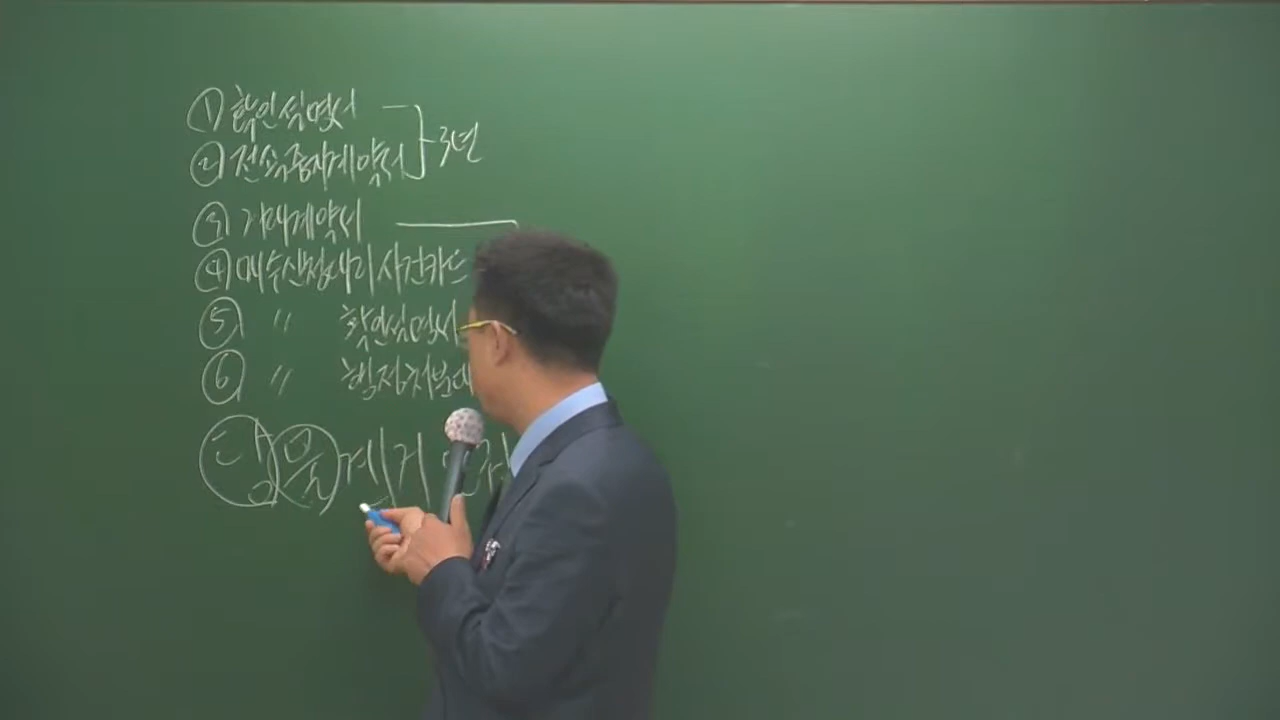 ① 확인설명서
② 전속중개계약서 3년
③ 거래계약서
④ 매수신청대리 사건카드
⑤ 〃 확인설명서
⑥ 〃 행정처분대